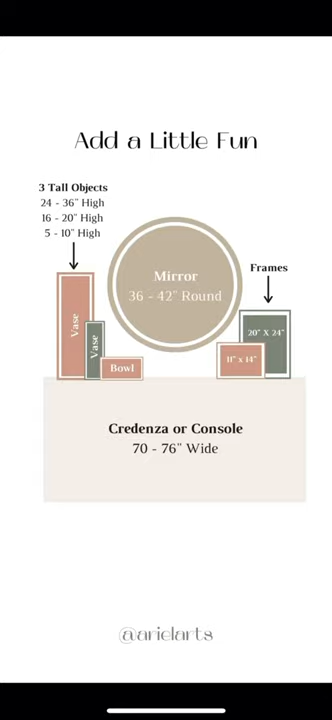 Add a Little Fun
3 Tall Objects
24 - 36" High
16 - 20" High
5 - 10" High
Mirror
36 - 42" Round
Frames
Vase
Vase
Bowl
20" X 24"
11" x 14"
Credenza or Console
70 - 76" Wide
@arielarts